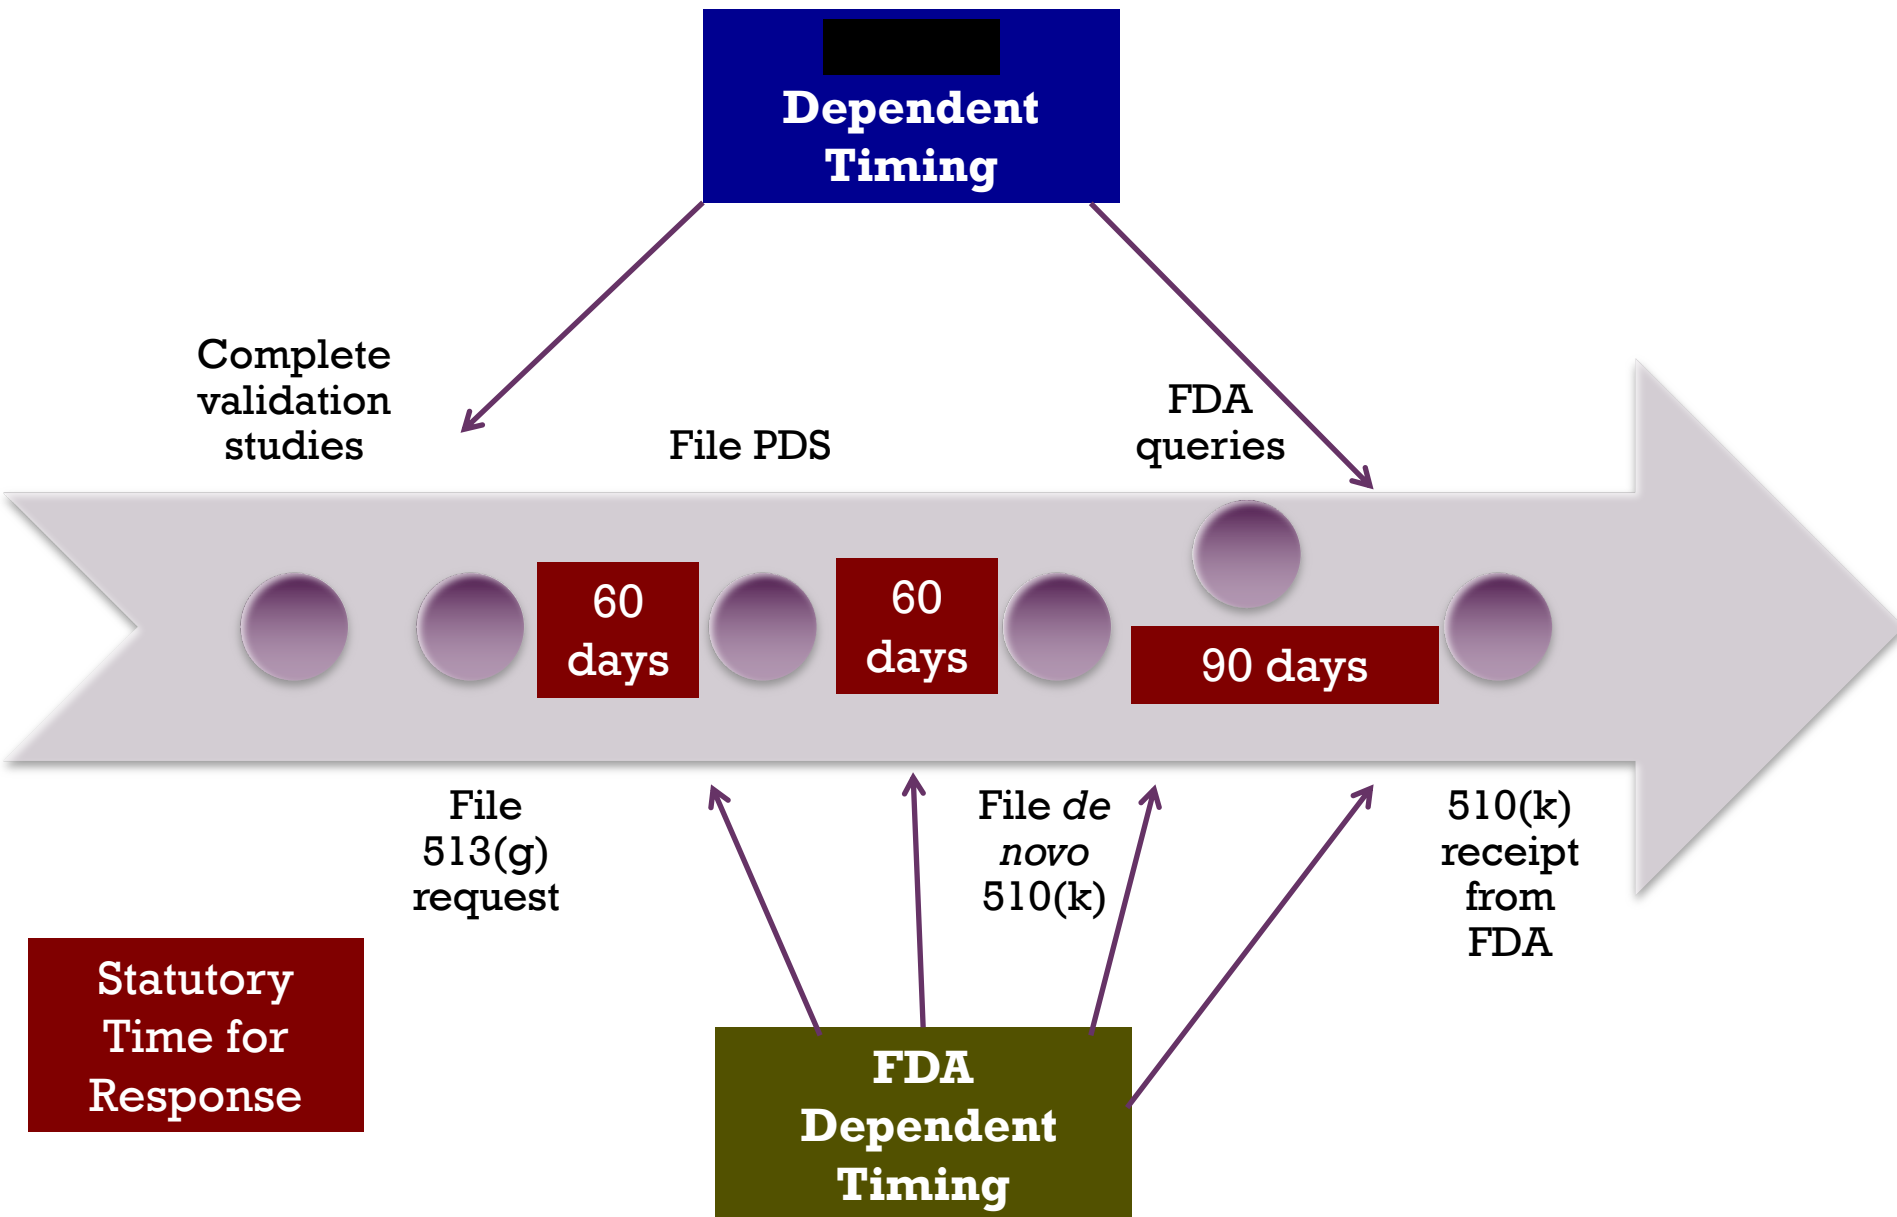 Dependent
Timing
Complete
validation
studies
File PDS
FDA
queries
60
days
60
days
90 days
File
513(g)
request
File de
novo
510(k)
510(k)
receipt
from
FDA
Statutory
Time for
Response
FDA
Dependent
Timing